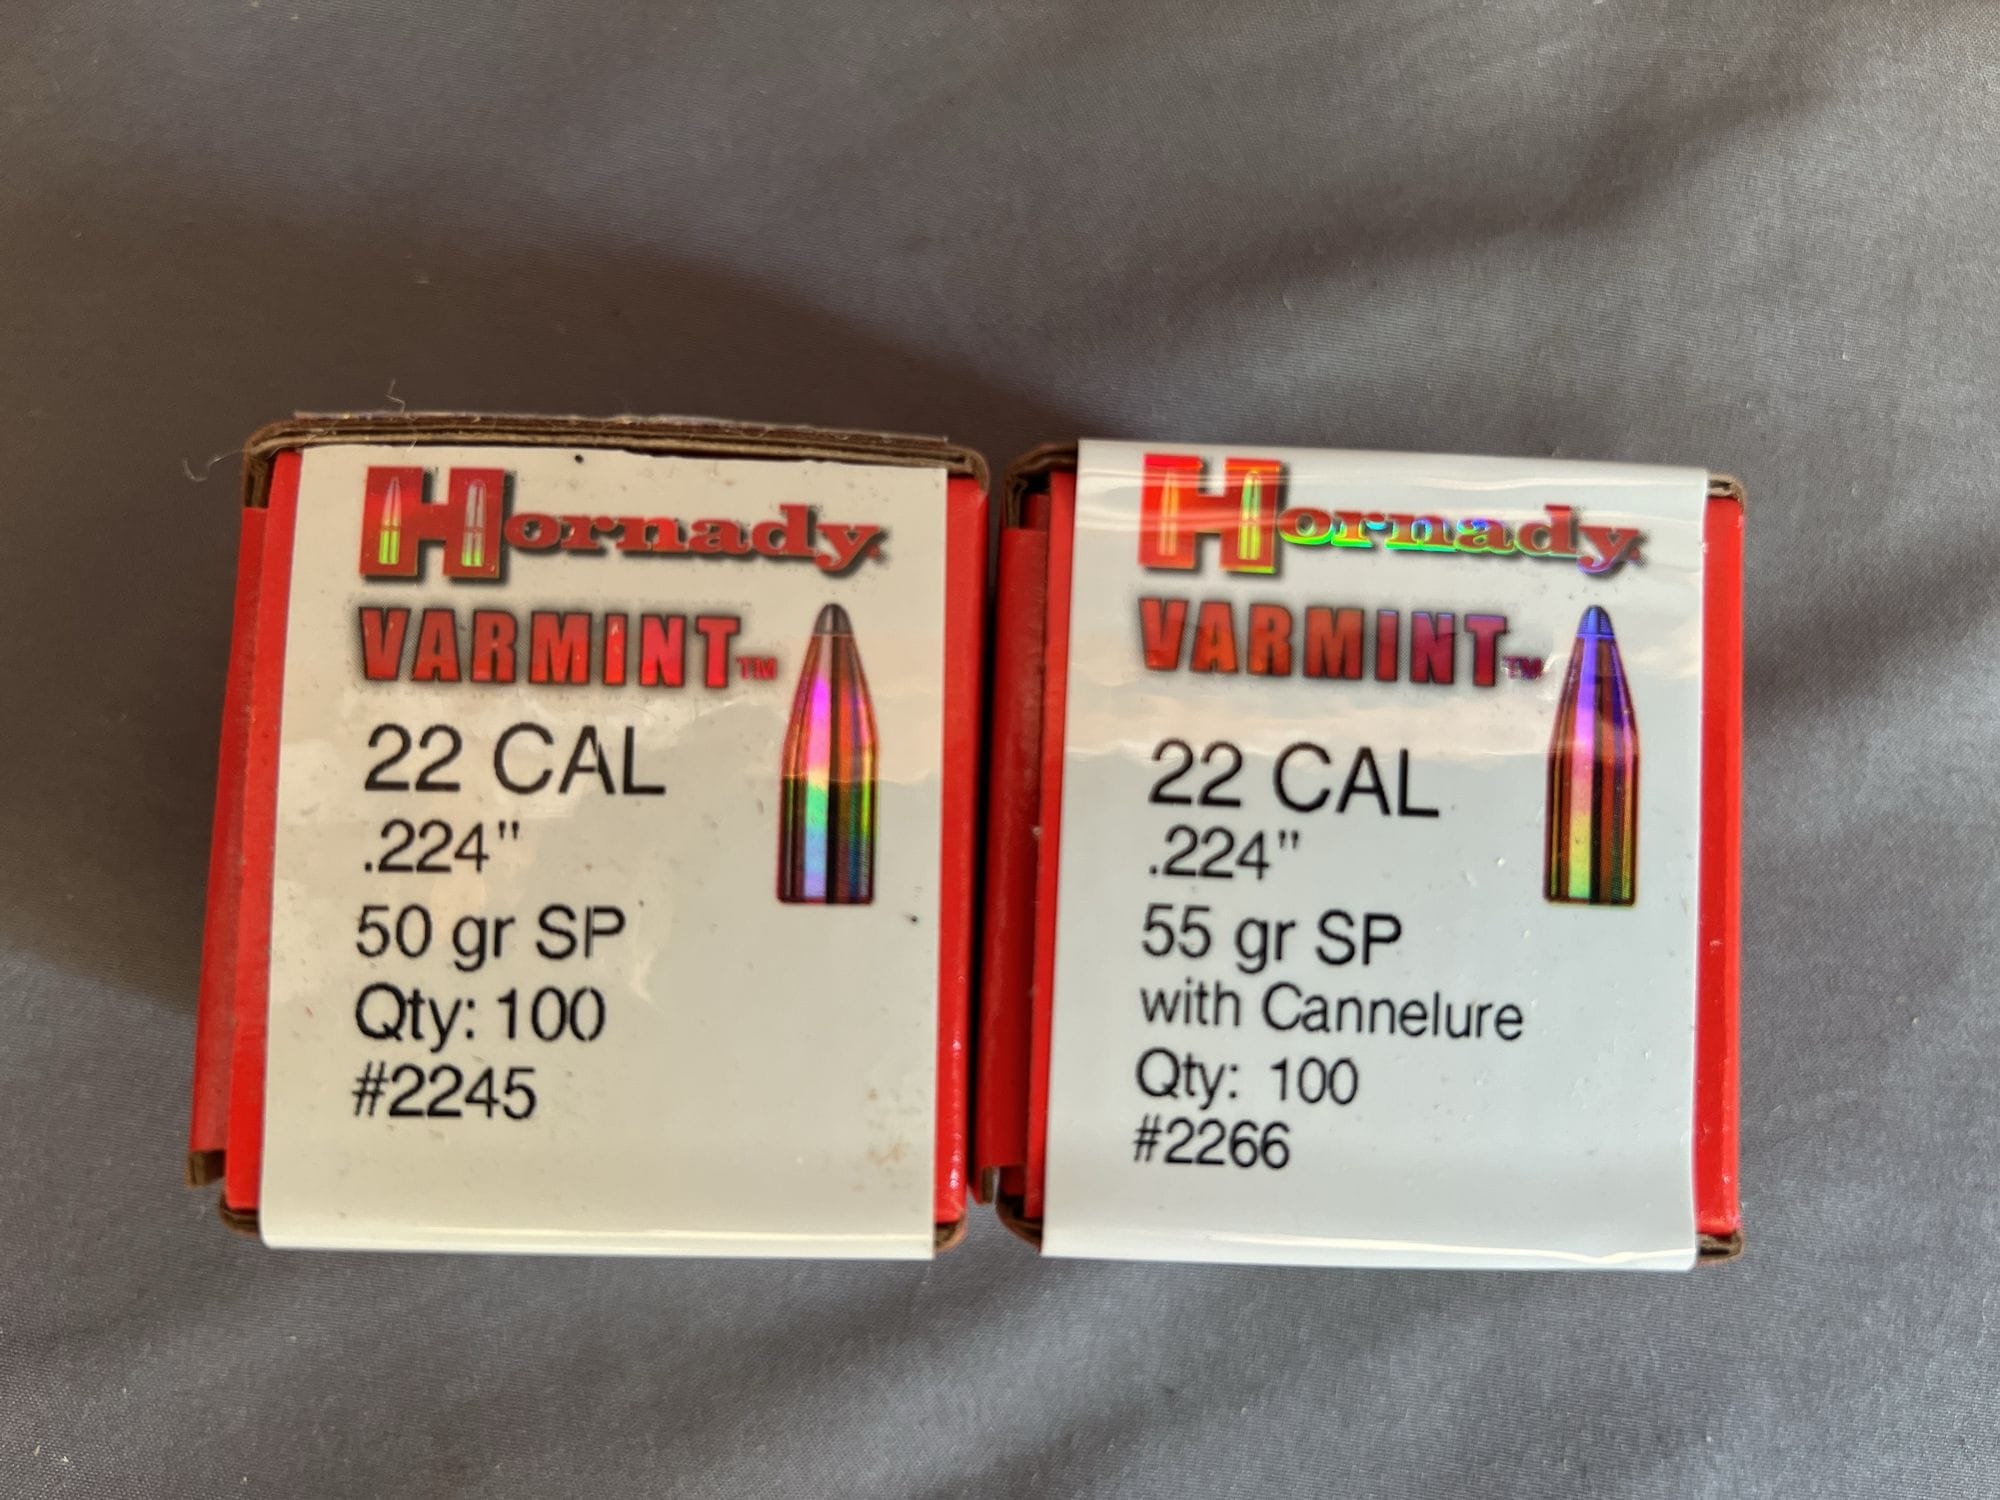 Hornady
VARMINT™
22 CAL
.224"
50 gr SP
Qty: 100
#2245
Hornady
VARMINT™
22 CAL
.224"
55 gr SP
with Cannelure
Qty: 100
#2266